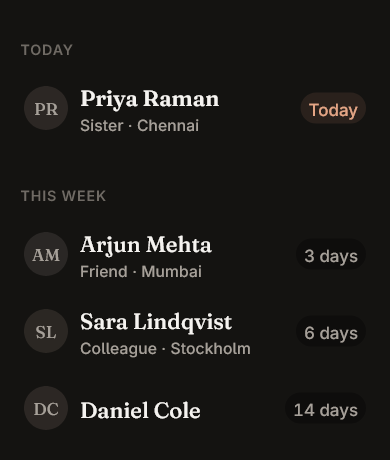 TODAY
PR
Priya Raman
Sister · Chennai
Today
THIS WEEK
AM
Arjun Mehta
Friend · Mumbai
3 days
SL
Sara Lindqvist
Colleague · Stockholm
6 days
DC
Daniel Cole
14 days